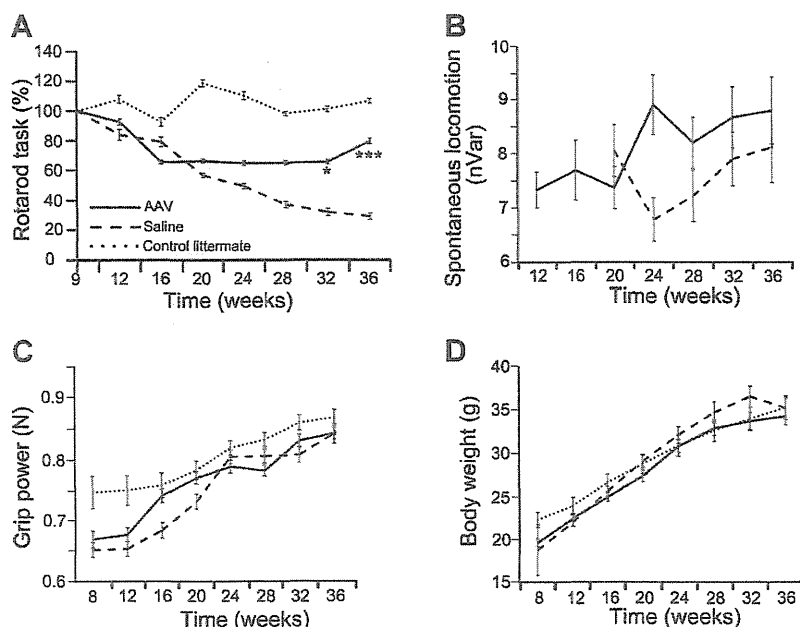 A
Rotarod task (%)
140
120
100
80
60
40
20
0
*
***
AAV
Saline
Control littermate
9 12 16 20 24 28 32 36
Time (weeks)
B
Spontaneous locomotion
(nVar)
10
9
8
7
6
12 16 20 24 28 32 36
Time (weeks)
C
Grip power (N)
0.9
0.8
0.7
0.6
8 12 16 20 24 28 32 36
Time (weeks)
D
Body weight (g)
40
35
30
25
20
15
8 12 16 20 24 28 32 36
Time (weeks)